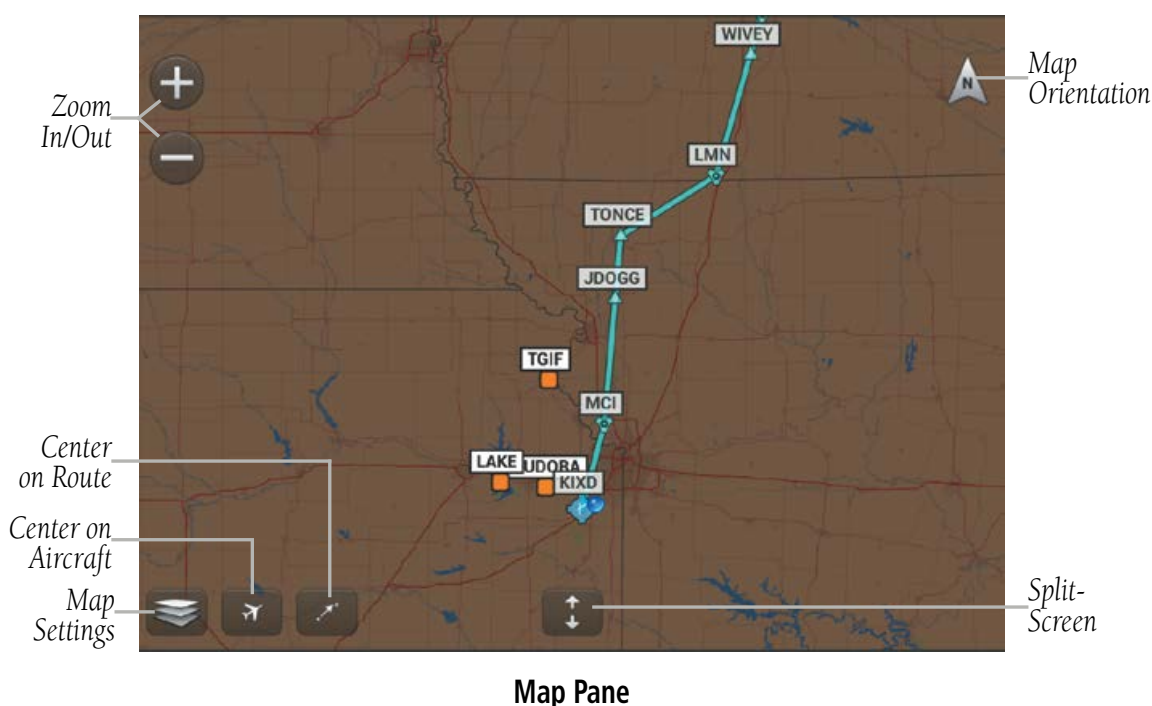 WIVEY
N
Map
Orientation
Zoom
In/Out
LMN
TONCE
JDOGG
TGIF
MCI
Center
on Route
LAKE
UDOBA
KIXD
Center on
Aircraft
Map
Settings
Split-
Screen
Map Pane